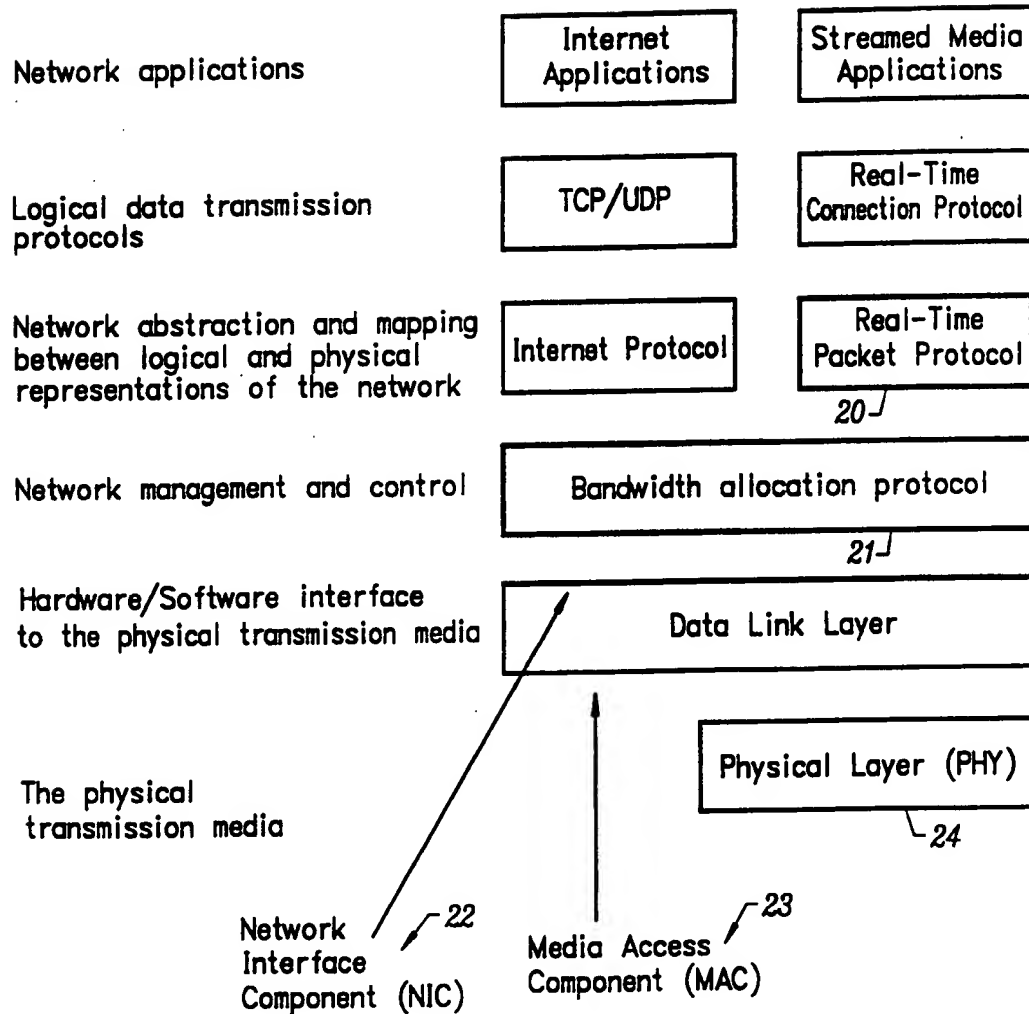 Network applications
Internet
Applications
Streamed Media
Applications
Logical data transmission
protocols
TCP/UDP
Real-Time
Connection Protocol
Network abstraction and mapping
between logical and physical
representations of the network
Internet Protocol
Real-Time
Packet Protocol
20
Network management and control
Bandwidth allocation protocol
21
Hardware/Software interface
to the physical transmission media
Data Link Layer
The physical
transmission media
Physical Layer (PHY)
24
Network
Interface
Component (NIC)
22
Media Access
Component (MAC)
23